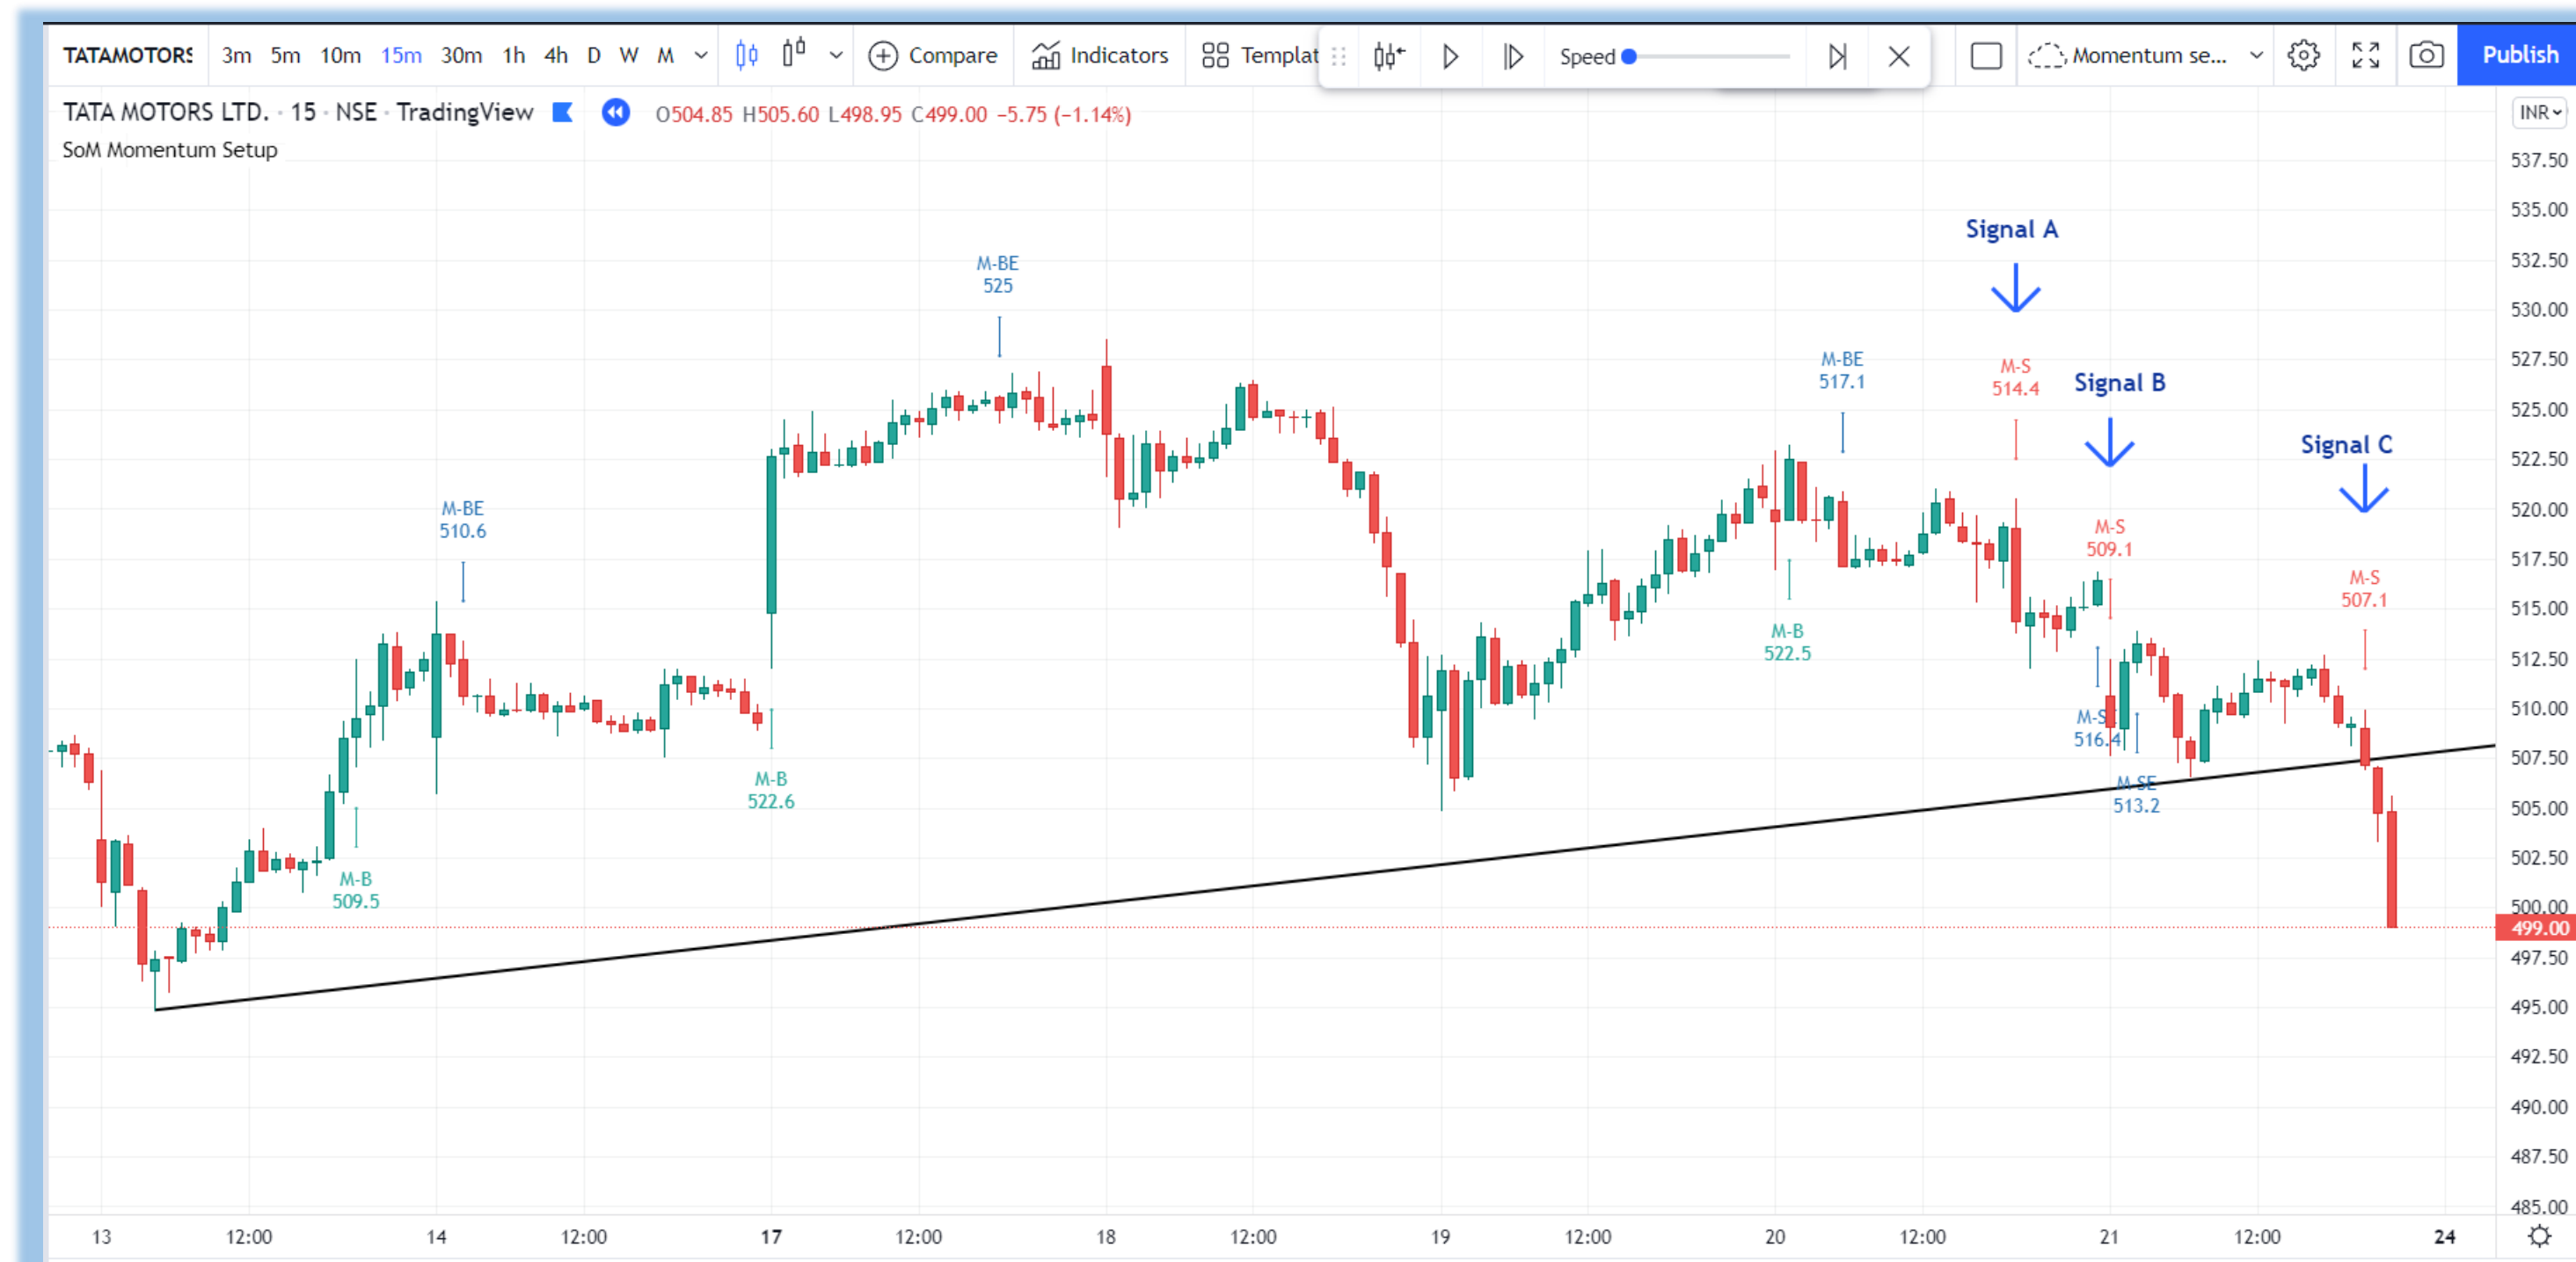 TATAMOTORS 3m 5m 10m 15m 30m 1h 4h D W M Compare Indicators Templat Speed Momentum se... Publish
TATA MOTORS LTD. · 15 · NSE · TradingView O504.85 H505.60 L498.95 C499.00 −5.75 (−1.14%)
SoM Momentum Setup
INR
537.50
535.00
532.50
530.00
527.50
525.00
522.50
520.00
517.50
515.00
512.50
510.00
507.50
505.00
502.50
500.00
499.00
497.50
495.00
492.50
490.00
487.50
485.00
Signal A
Signal B
Signal C
M-BE
525
M-BE
517.1
M-S
514.4
M-BE
510.6
M-S
509.1
M-S
507.1
M-B
522.5
M-B
522.6
516.4
M-SE
513.2
M-B
509.5
13 12:00 14 12:00 17 12:00 18 12:00 19 12:00 20 12:00 21 12:00 24